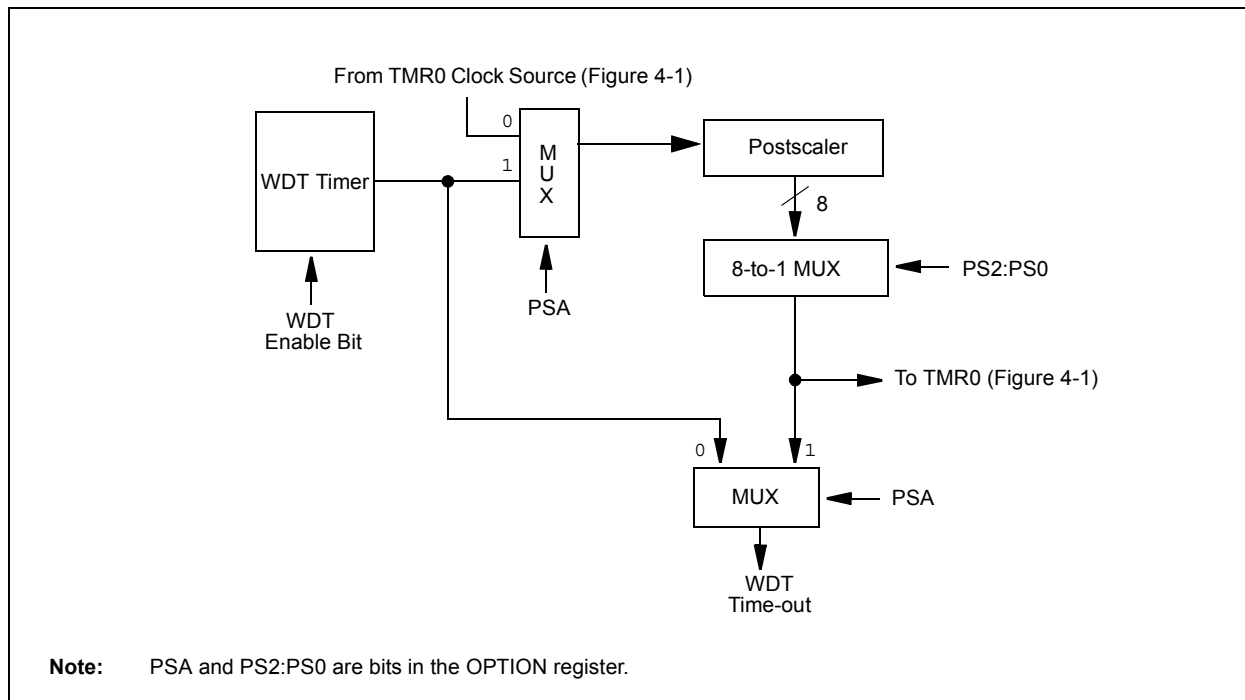 From TMR0 Clock Source (Figure 4-1)
0
M
U
X
1
WDT Timer
Postscaler
8
8-to-1 MUX
PS2:PS0
PSA
WDT
Enable Bit
To TMR0 (Figure 4-1)
0
1
MUX
PSA
WDT
Time-out
Note: PSA and PS2:PS0 are bits in the OPTION register.